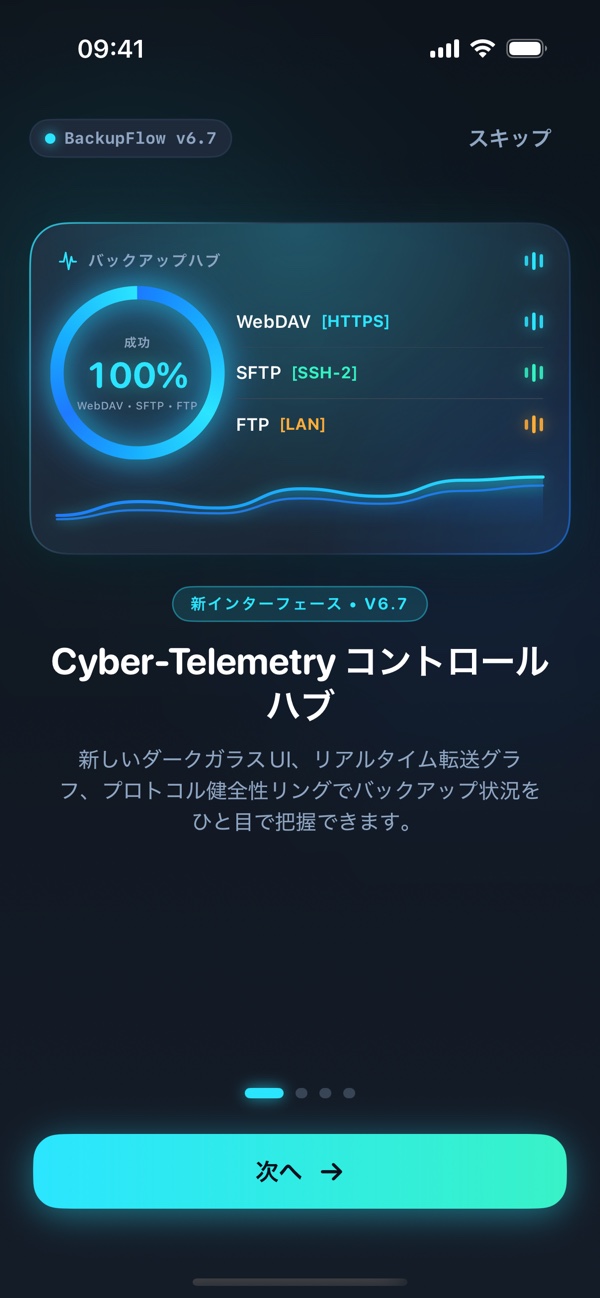 09:41
BackupFlow v6.7
スキップ
バックアップハブ
成功
100%
WebDAV • SFTP • FTP
WebDAV [HTTPS]
SFTP [SSH-2]
FTP [LAN]
新インターフェース • V6.7
Cyber-Telemetry コントロール
ハブ
新しいダークガラス UI、リアルタイム転送グラ
フ、プロトコル健全性リングでバックアップ状況を
ひと目で把握できます。
次へ →